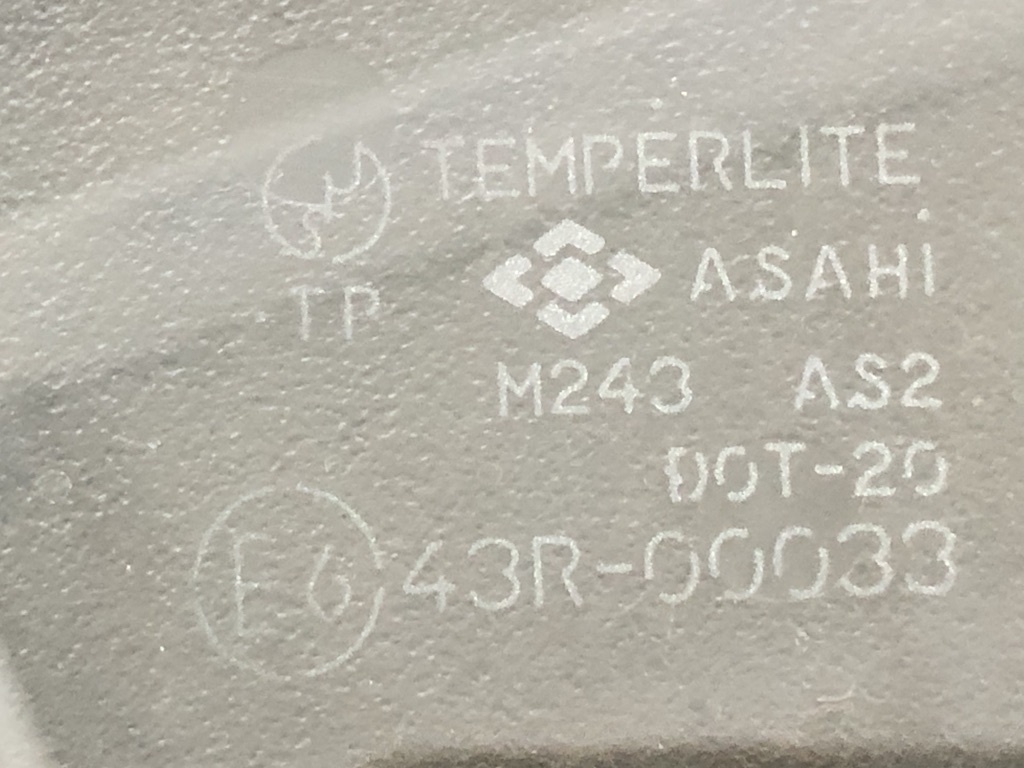 TEMPERLITE
TP
ASAHI
M243 AS2
DOT-20
E6 43R-00033